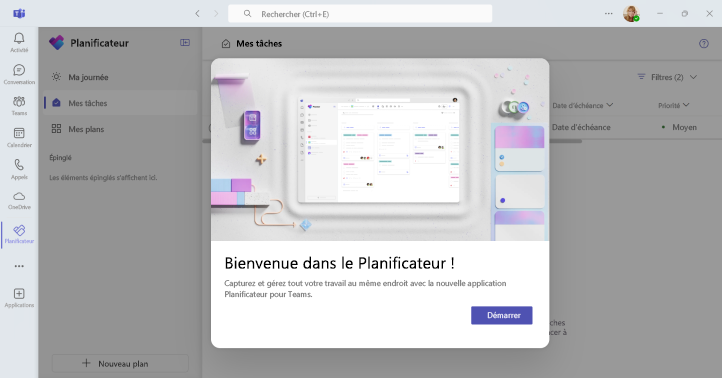 Rechercher (Ctrl+E)
Activité
Conversation
Teams
Calendrier
Appels
OneDrive
Planificateur
Applications
Planificateur
Ma journée
Mes tâches
Mes plans
Épinglé
Les éléments épinglés s'affichent ici.
Nouveau plan
Mes tâches
Filtres (2)
Date d'échéance
Priorité
Date d'échéance
Moyen
Bienvenue dans le Planificateur !
Capturez et gérez tout votre travail au même endroit avec la nouvelle application
Planificateur pour Teams.
Démarrer